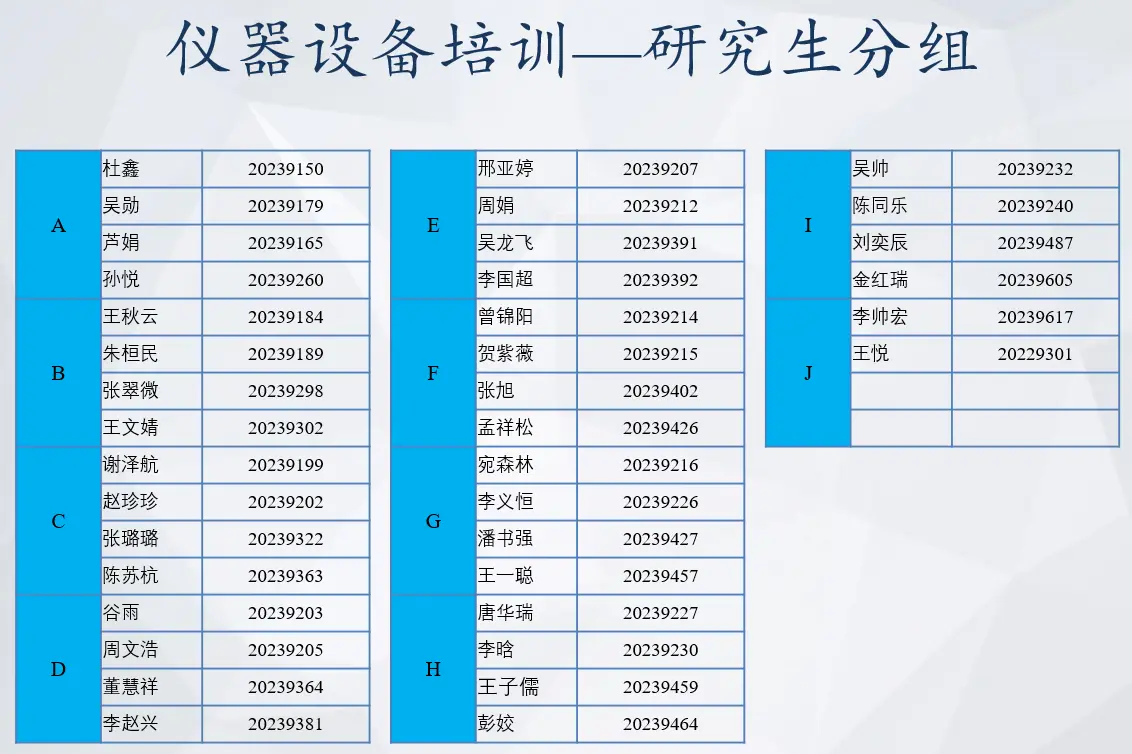 仪器设备培训—研究生分组
A
杜鑫 20239150
吴勋 20239179
芦娟 20239165
孙悦 20239260
B
王秋云 20239184
朱桓民 20239189
张翠微 20239298
王文婧 20239302
C
谢泽航 20239199
赵珍珍 20239202
张璐璐 20239322
陈苏杭 20239363
D
谷雨 20239203
周文浩 20239205
董慧祥 20239364
李赵兴 20239381
E
邢亚婷 20239207
周娟 20239212
吴龙飞 20239391
李国超 20239392
F
曾锦阳 20239214
贺紫薇 20239215
张旭 20239402
孟祥松 20239426
G
宛森林 20239216
李义恒 20239226
潘书强 20239427
王一聪 20239457
H
唐华瑞 20239227
李晗 20239230
王子儒 20239459
彭姣 20239464
I
吴帅 20239232
陈同乐 20239240
刘奕辰 20239487
金红瑞 20239605
J
李帅宏 20239617
王悦 20229301